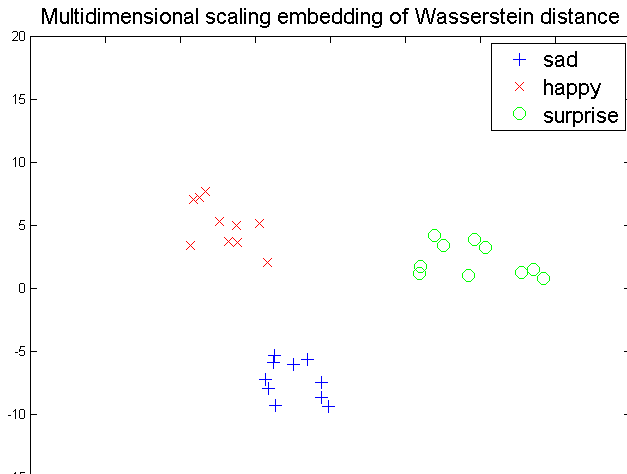 Multidimensional scaling embedding of Wasserstein distance
20
sad
happy
surprise
15
10
5
0
-5
-10